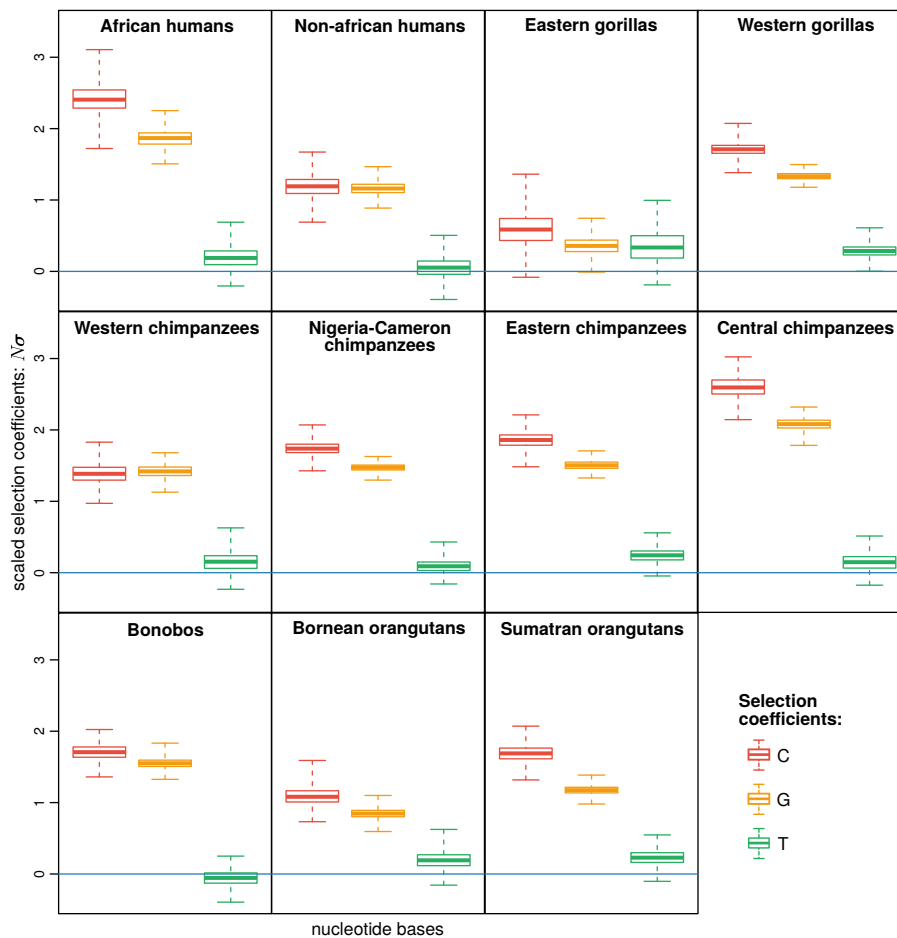 African humans
Non-african humans
Eastern gorillas
Western gorillas
3
2
1
0
Western chimpanzees
Nigeria-Cameron
chimpanzees
Eastern chimpanzees
Central chimpanzees
3
2
1
0
scaled selection coefficients: Nσ
Bonobos
Bornean orangutans
Sumatran orangutans
3
2
1
0
Selection
coefficients:
C
G
T
nucleotide bases